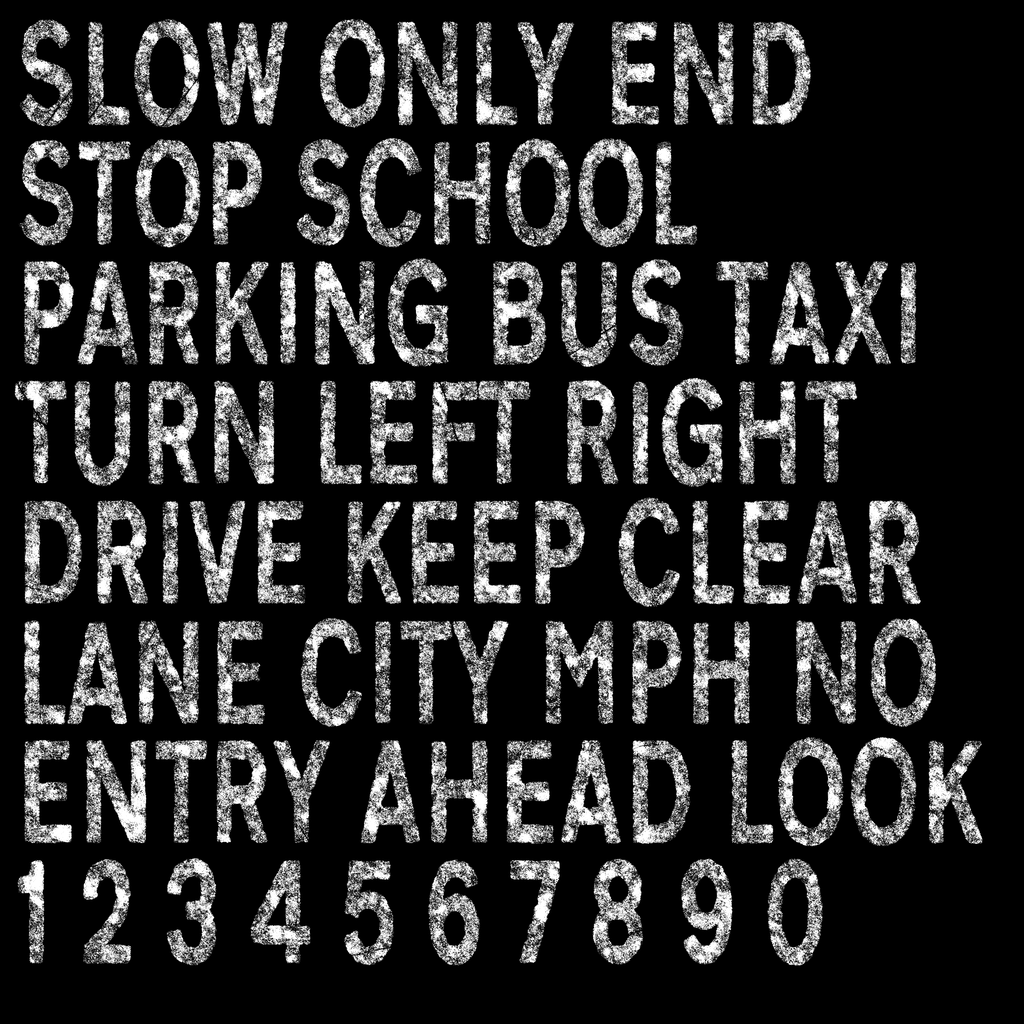 SLOW ONLY END
STOP SCHOOL
PARKING BUS TAXI
TURN LEFT RIGHT
DRIVE KEEP CLEAR
LANE CITY MPH NO
ENTRY AHEAD LOOK
1 2 3 4 5 6 7 8 9 0